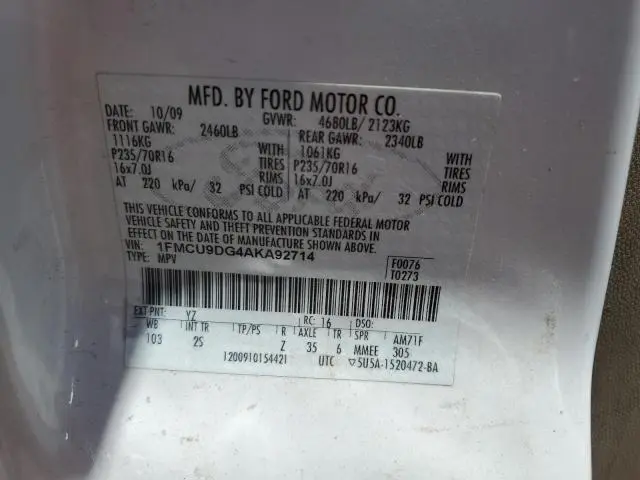 MFD. BY FORD MOTOR CO.
DATE: 10/09 GVWR: 4680LB/ 2123KG
FRONT GAWR: 2460LB REAR GAWR: 2340LB
1116KG WITH 1061KG WITH
P235/70R16 TIRES P235/70R16 TIRES
16x7.0J RIMS 16x7.0J RIMS
AT 220 kPa/ 32 PSI COLD AT 220 kPa/ 32 PSI COLD
THIS VEHICLE CONFORMS TO ALL APPLICABLE FEDERAL MOTOR
VEHICLE SAFETY AND THEFT PREVENTION STANDARDS IN
EFFECT ON THE DATE OF MANUFACTURE SHOWN ABOVE.
VIN: 1FMCU9DG4AKA92714 F0076
TYPE: MPV T0273
EXT PNT: YZ RC: 16 DSO:
WB INT TR TP/PS R AXLE TR SPR AM71F
103 2S Z 35 6 MMEE 305
1200910154421 UTC ▽5U5A-1520472-BA